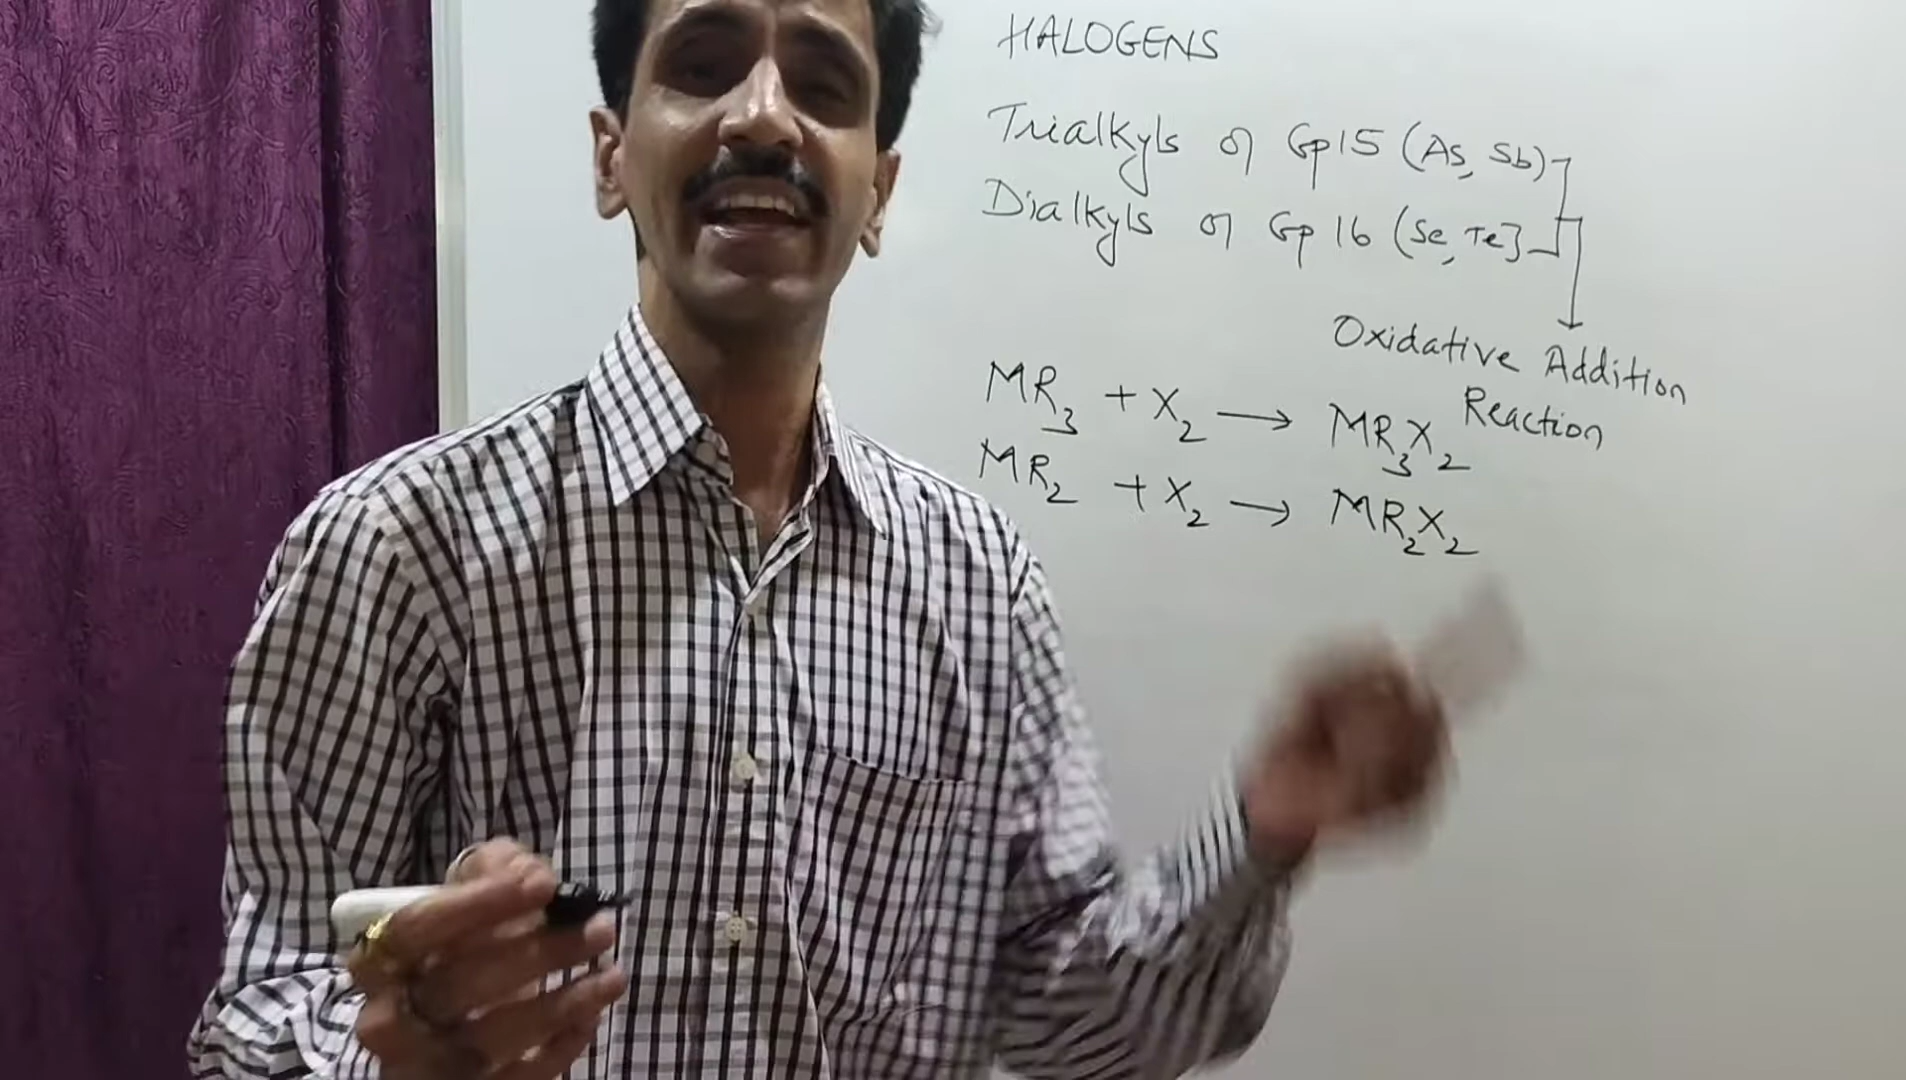 HALOGENS
Trialkyls of Gp15 (As, Sb)
Dialkyls of Gp 16 (Se, Te]
Oxidative Addition
Reaction
MR₃ + X₂ → MR₃X₂
MR₂ + X₂ → MR₂X₂